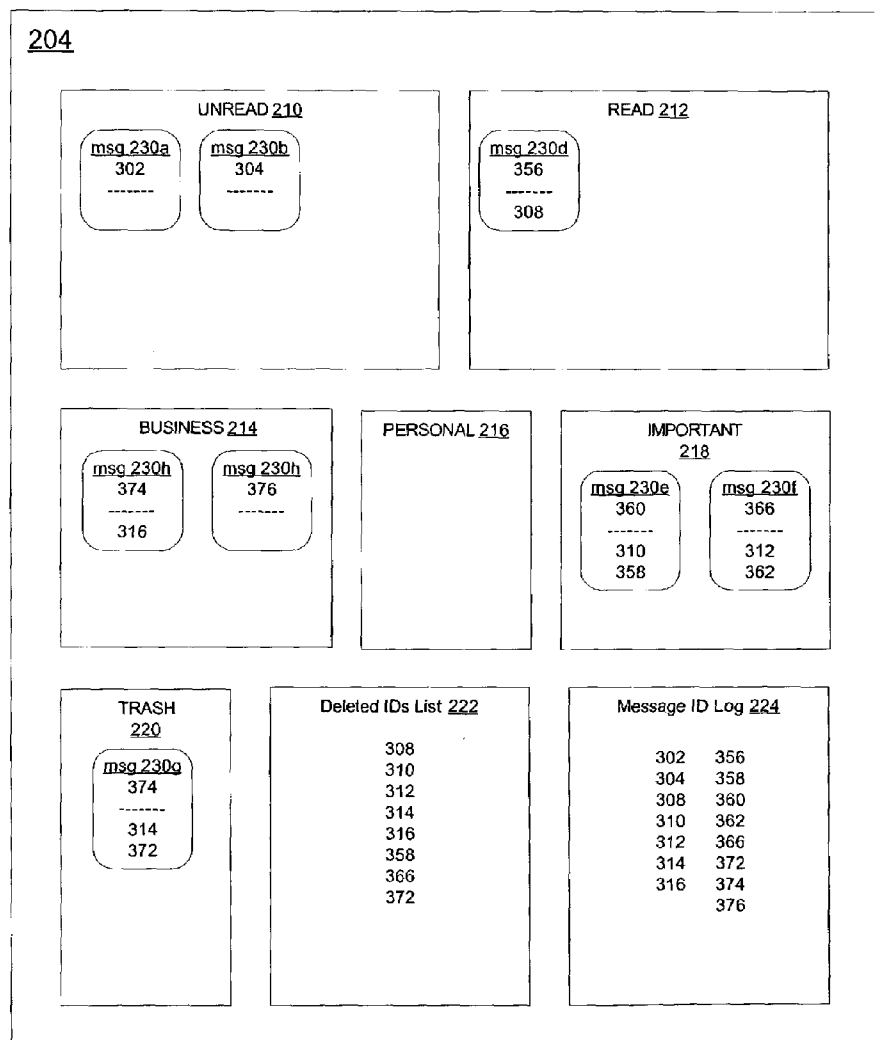 204
UNREAD 210
msg 230a
302
-------
msg 230b
304
-------
READ 212
msg 230d
356
-------
308
BUSINESS 214
msg 230h
374
-------
316
msg 230h
376
-------
PERSONAL 216
IMPORTANT
218
msg 230e
360
-------
310
358
msg 230f
366
-------
312
362
TRASH
220
msg 230g
374
-------
314
372
Deleted IDs List 222
308
310
312
314
316
358
366
372
Message ID Log 224
302 356
304 358
308 360
310 362
312 366
314 372
316 374
376